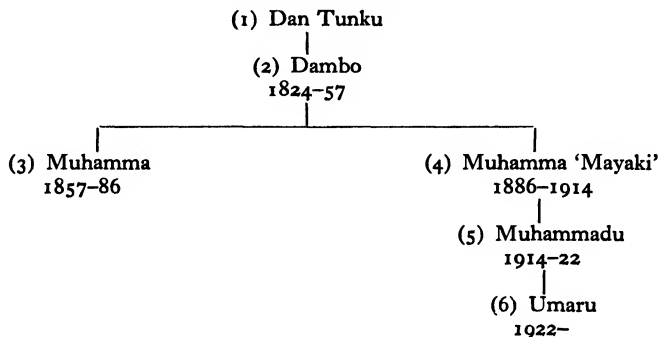 (1) Dan Tunku
(2) Dambo
1824–57
(3) Muhamma (4) Muhamma ‘Mayaki’
1857–86 1886–1914
(5) Muhammadu
1914–22
(6) Umaru
1922–